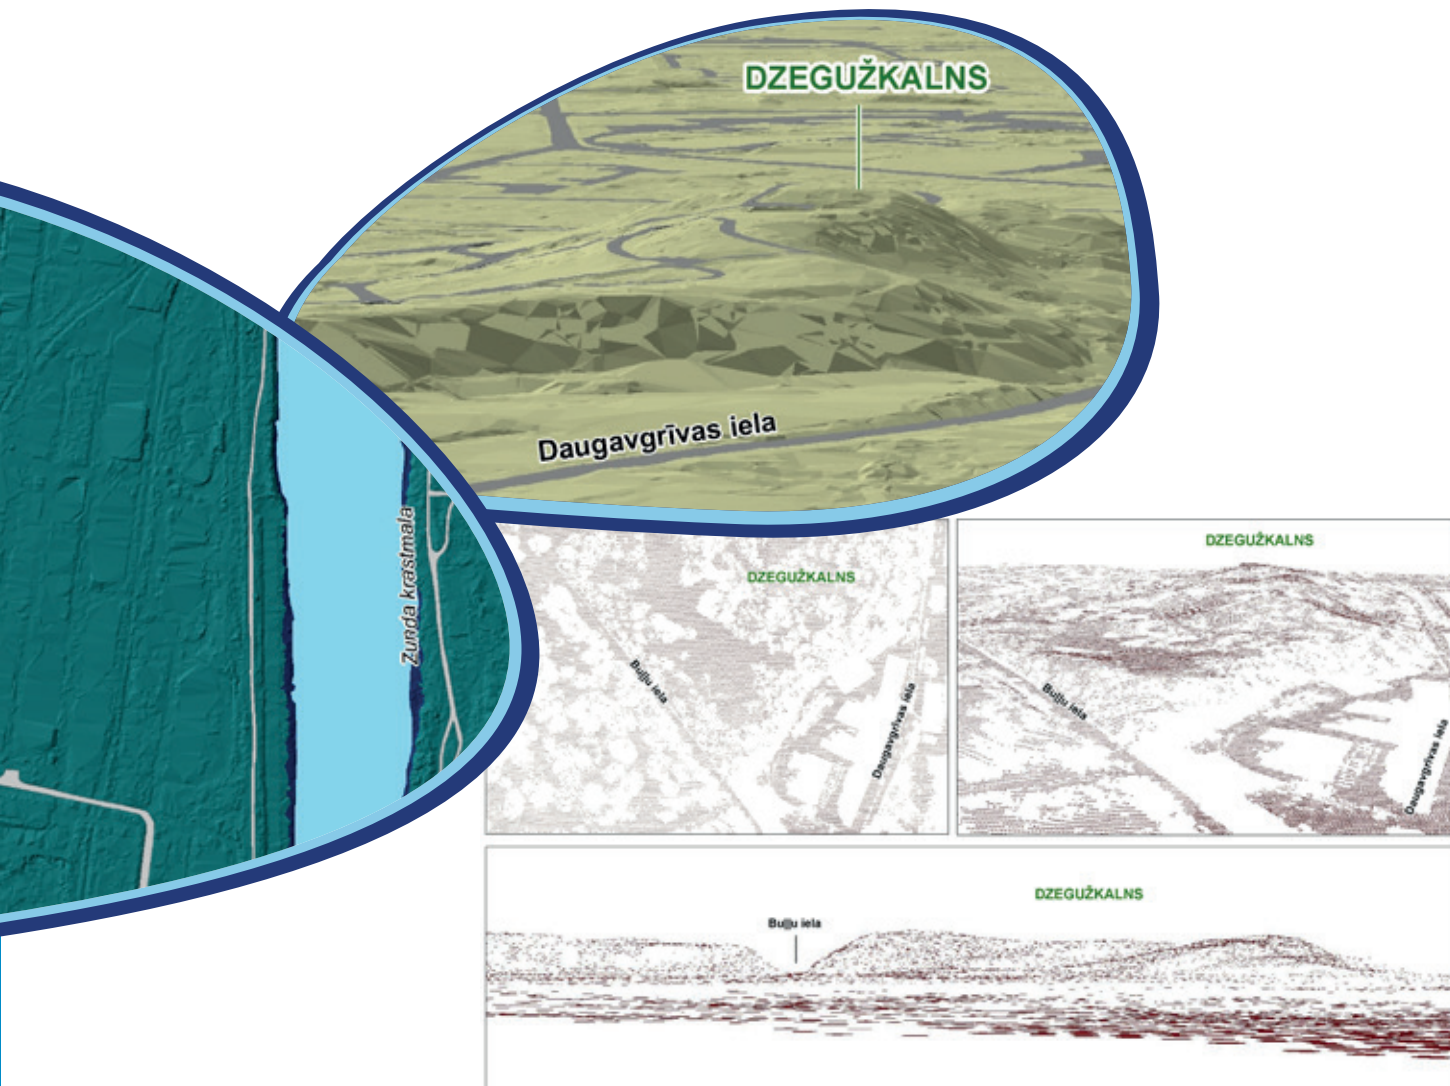 DZEGUŽKALNS
Daugavgrīvas iela
Zunda krastmala
DZEGUŽKALNS
Buļļu iela
Daugavgrīvas iela
DZEGUŽKALNS
Buļļu iela
Daugavgrīvas iela
DZEGUŽKALNS
Buļļu iela